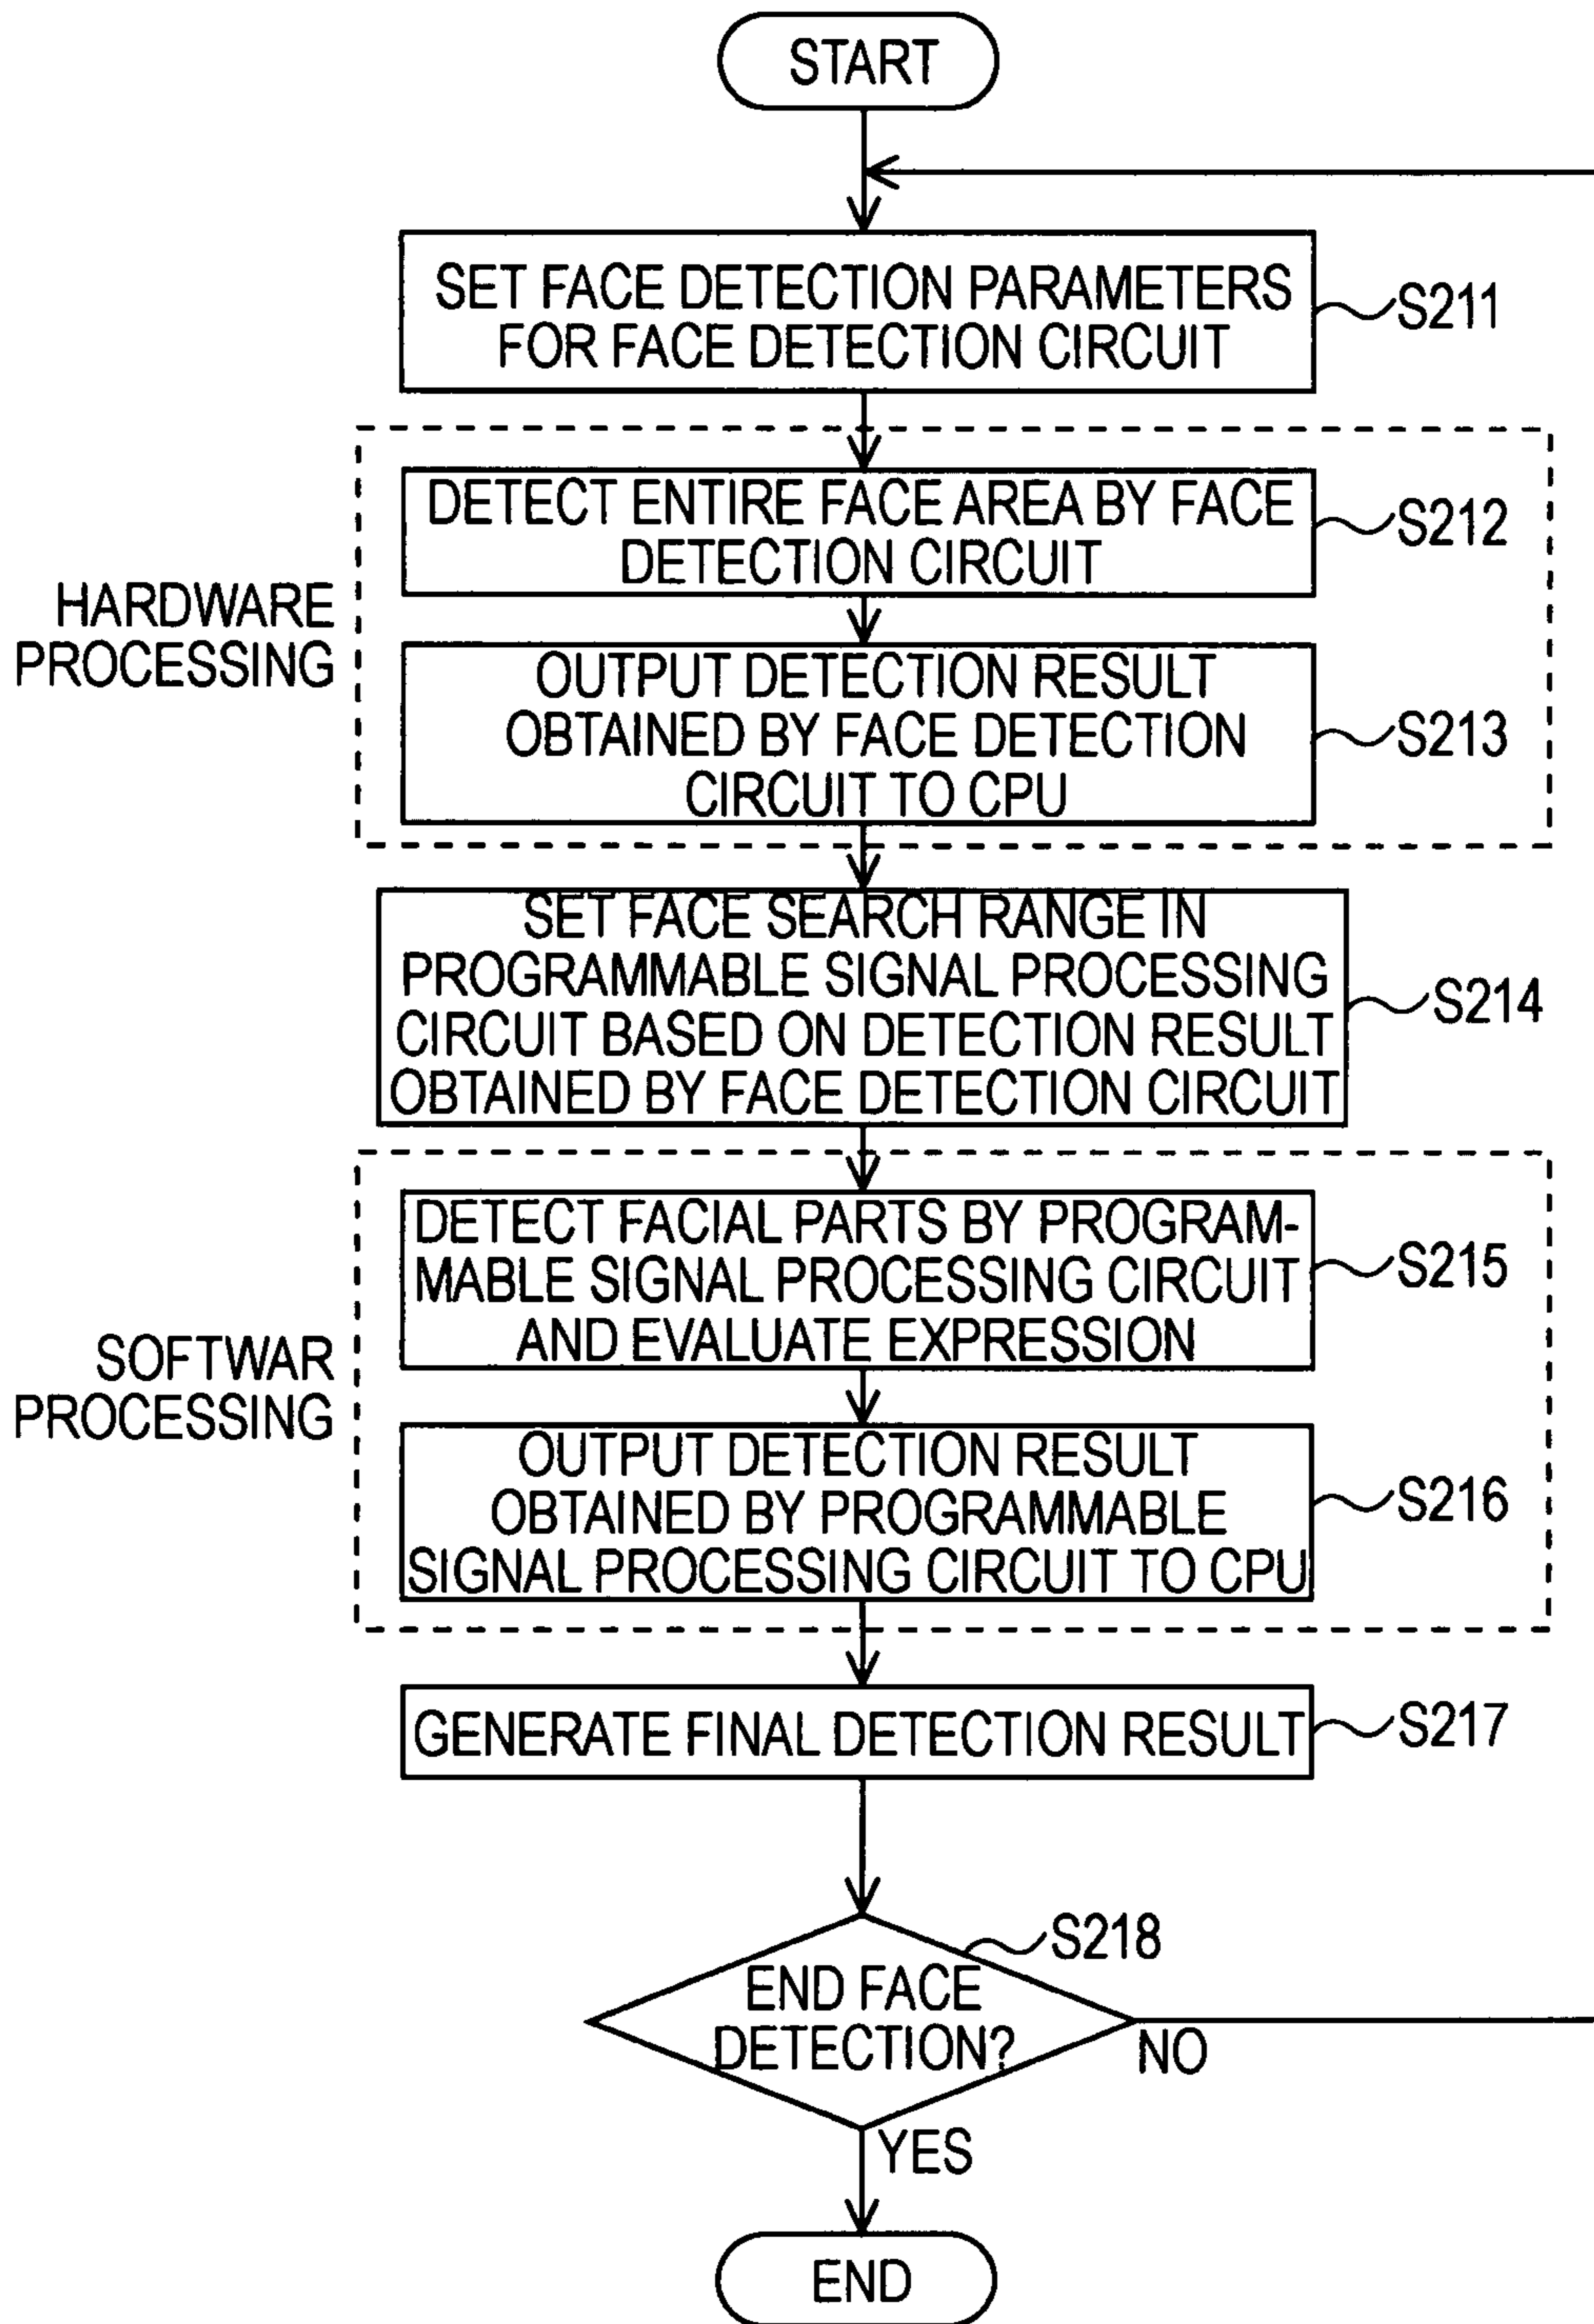 START
SET FACE DETECTION PARAMETERS
FOR FACE DETECTION CIRCUIT
S211
HARDWARE
PROCESSING
DETECT ENTIRE FACE AREA BY FACE
DETECTION CIRCUIT
S212
OUTPUT DETECTION RESULT
OBTAINED BY FACE DETECTION
CIRCUIT TO CPU
S213
SET FACE SEARCH RANGE IN
PROGRAMMABLE SIGNAL PROCESSING
CIRCUIT BASED ON DETECTION RESULT
OBTAINED BY FACE DETECTION CIRCUIT
S214
SOFTWAR
PROCESSING
DETECT FACIAL PARTS BY PROGRAM-
MABLE SIGNAL PROCESSING CIRCUIT
AND EVALUATE EXPRESSION
S215
OUTPUT DETECTION RESULT
OBTAINED BY PROGRAMMABLE
SIGNAL PROCESSING CIRCUIT TO CPU
S216
GENERATE FINAL DETECTION RESULT
S217
S218
END FACE
DETECTION?
NO
YES
END